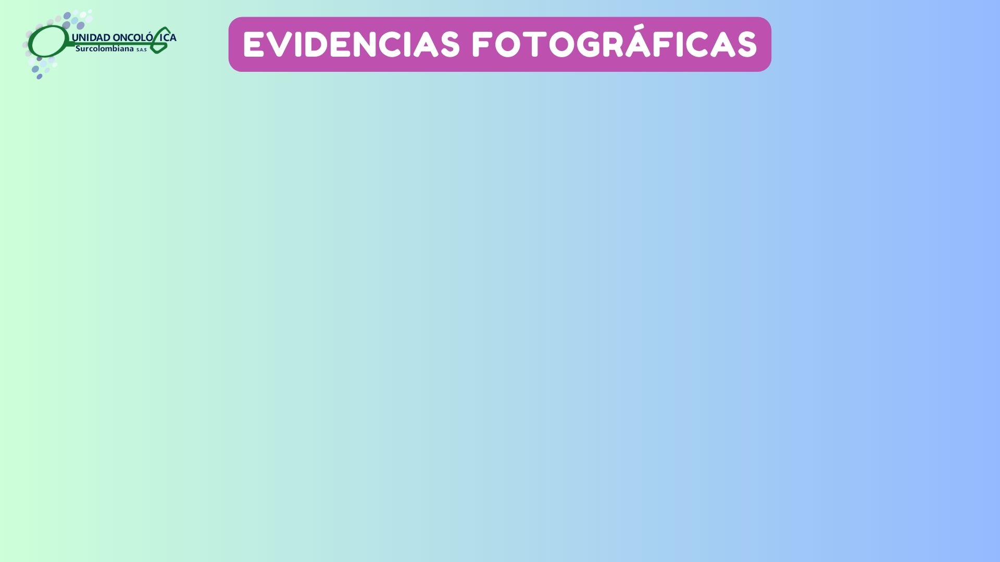 UNIDAD ONCOLÓGICA
Surcolombiana S.A.S
EVIDENCIAS FOTOGRÁFICAS